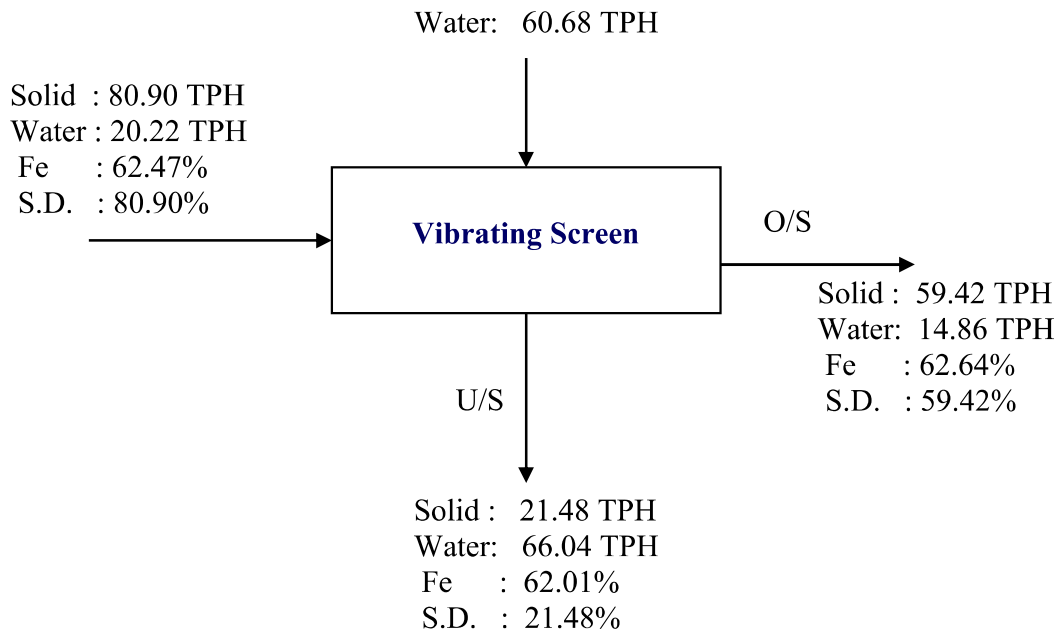 Water: 60.68 TPH
Solid : 80.90 TPH
Water : 20.22 TPH
Fe : 62.47%
S.D. : 80.90%
Vibrating Screen
O/S
Solid : 59.42 TPH
Water: 14.86 TPH
Fe : 62.64%
S.D. : 59.42%
U/S
Solid : 21.48 TPH
Water: 66.04 TPH
Fe : 62.01%
S.D. : 21.48%